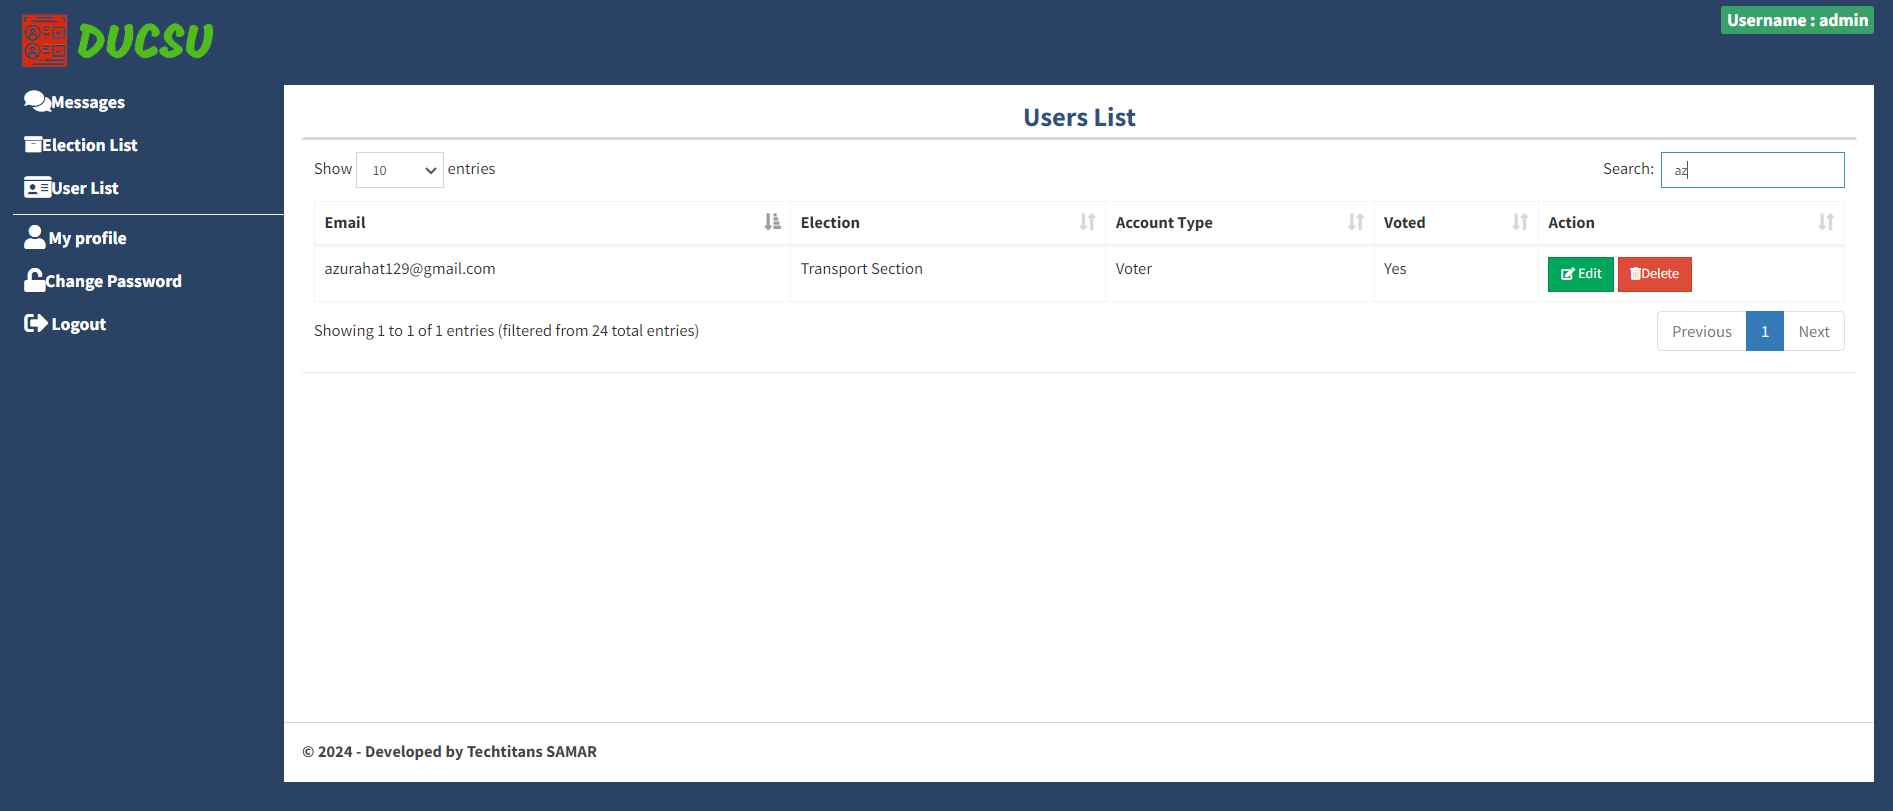 DUCSU
Username : admin
Messages
Election List
User List
My profile
Change Password
Logout
Users List
Show 10 entries
Search: az
Email Election Account Type Voted Action
azurahat129@gmail.com Transport Section Voter Yes Edit Delete
Showing 1 to 1 of 1 entries (filtered from 24 total entries)
Previous 1 Next
© 2024 - Developed by Techtitans SAMAR